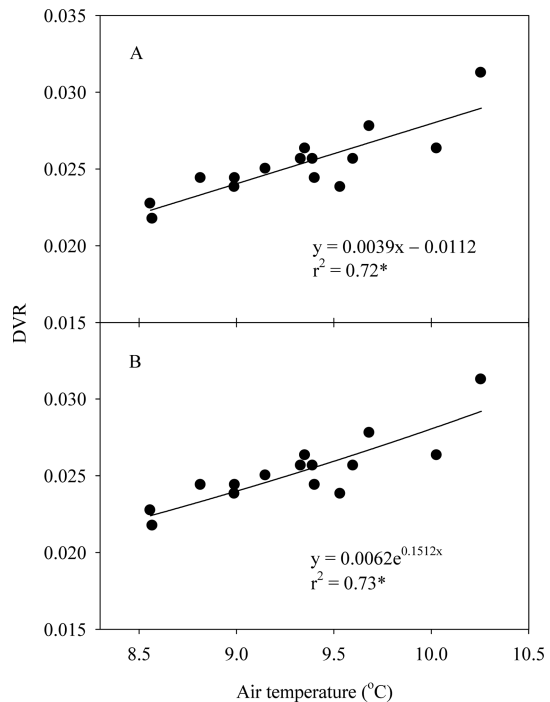 0.035
A
0.030
0.025
0.020
y = 0.0039x − 0.0112
r² = 0.72*
0.015
DVR
B
0.030
0.025
0.020
y = 0.0062e^0.1512x
r² = 0.73*
0.015
8.5 9.0 9.5 10.0 10.5
Air temperature (°C)